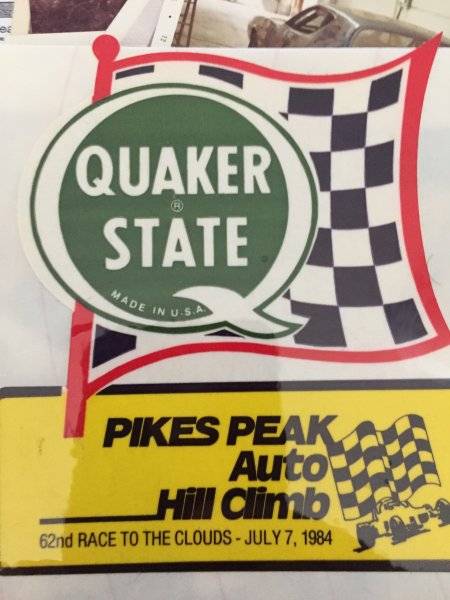 QUAKER
®
STATE
MADE IN U.S.A.
PIKES PEAK
Auto
Hill Climb
62nd RACE TO THE CLOUDS - JULY 7, 1984